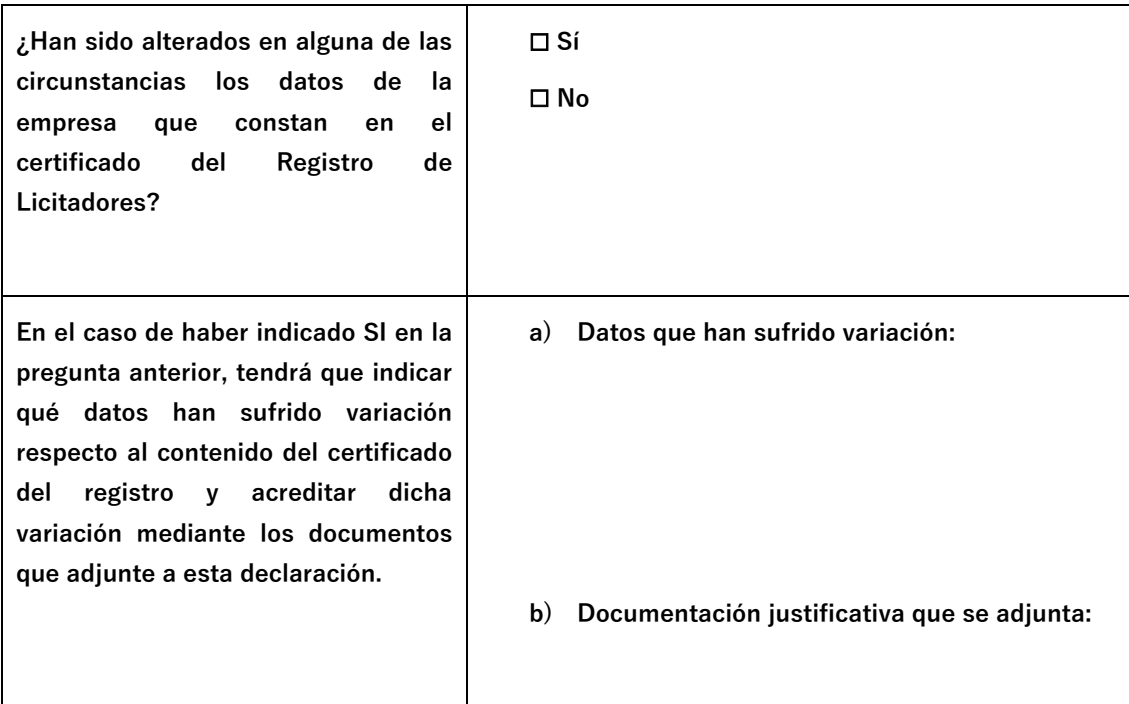 ¿Han sido alterados en alguna de las
circunstancias los datos de la
empresa que constan en el
certificado del Registro de
Licitadores?
☐ Sí
☐ No
En el caso de haber indicado SI en la
pregunta anterior, tendrá que indicar
qué datos han sufrido variación
respecto al contenido del certificado
del registro y acreditar dicha
variación mediante los documentos
que adjunte a esta declaración.
a) Datos que han sufrido variación:
b) Documentación justificativa que se adjunta: